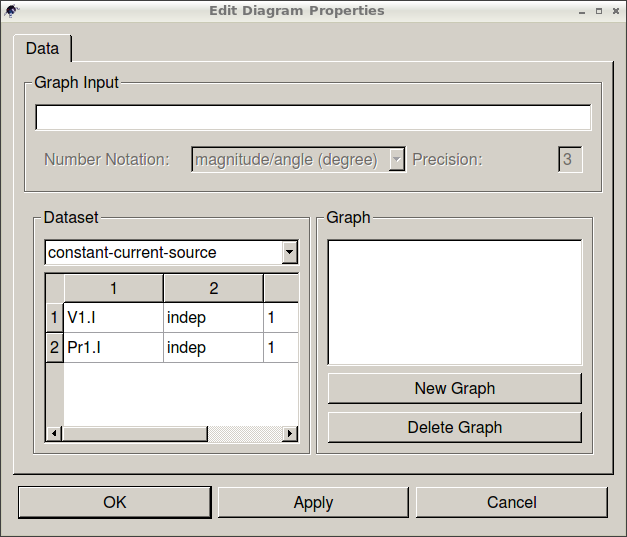 Edit Diagram Properties
Data
Graph Input
Number Notation: magnitude/angle (degree) Precision: 3
Dataset
constant-current-source
1 2
1 V1.I indep 1
2 Pr1.I indep 1
Graph
New Graph
Delete Graph
OK Apply Cancel